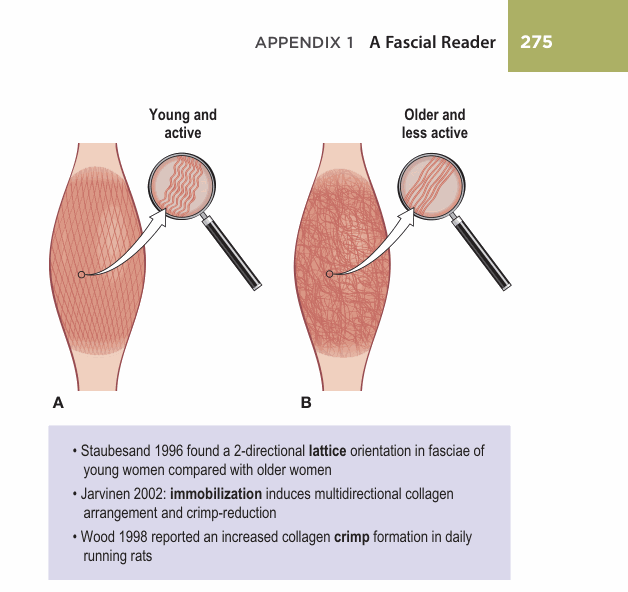 APPENDIX 1 A Fascial Reader 275
Young and
active
Older and
less active
A
B
• Staubesand 1996 found a 2-directional lattice orientation in fasciae of
young women compared with older women
• Jarvinen 2002: immobilization induces multidirectional collagen
arrangement and crimp-reduction
• Wood 1998 reported an increased collagen crimp formation in daily
running rats